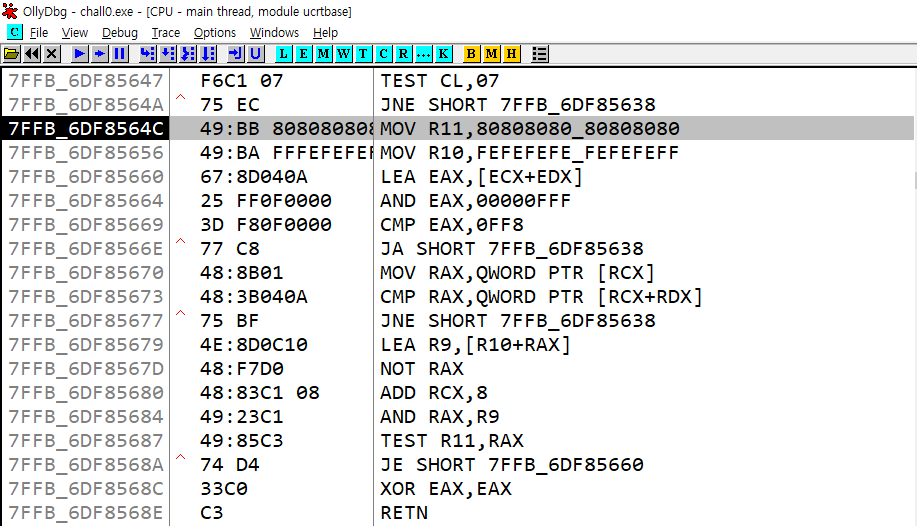 OllyDbg - chall0.exe - [CPU - main thread, module ucrtbase]
C File View Debug Trace Options Windows Help
L E M W T C R ... K B M H
7FFB_6DF85647 F6C1 07 TEST CL,07
7FFB_6DF8564A ^ 75 EC JNE SHORT 7FFB_6DF85638
7FFB_6DF8564C 49:BB 808080808 MOV R11,80808080_80808080
7FFB_6DF85656 49:BA FFFEFEFEF MOV R10,FEFEFEFE_FEFEFEFF
7FFB_6DF85660 67:8D040A LEA EAX,[ECX+EDX]
7FFB_6DF85664 25 FF0F0000 AND EAX,00000FFF
7FFB_6DF85669 3D F80F0000 CMP EAX,0FF8
7FFB_6DF8566E ^ 77 C8 JA SHORT 7FFB_6DF85638
7FFB_6DF85670 48:8B01 MOV RAX,QWORD PTR [RCX]
7FFB_6DF85673 48:3B040A CMP RAX,QWORD PTR [RCX+RDX]
7FFB_6DF85677 ^ 75 BF JNE SHORT 7FFB_6DF85638
7FFB_6DF85679 4E:8D0C10 LEA R9,[R10+RAX]
7FFB_6DF8567D 48:F7D0 NOT RAX
7FFB_6DF85680 48:83C1 08 ADD RCX,8
7FFB_6DF85684 49:23C1 AND RAX,R9
7FFB_6DF85687 49:85C3 TEST R11,RAX
7FFB_6DF8568A ^ 74 D4 JE SHORT 7FFB_6DF85660
7FFB_6DF8568C 33C0 XOR EAX,EAX
7FFB_6DF8568E C3 RETN